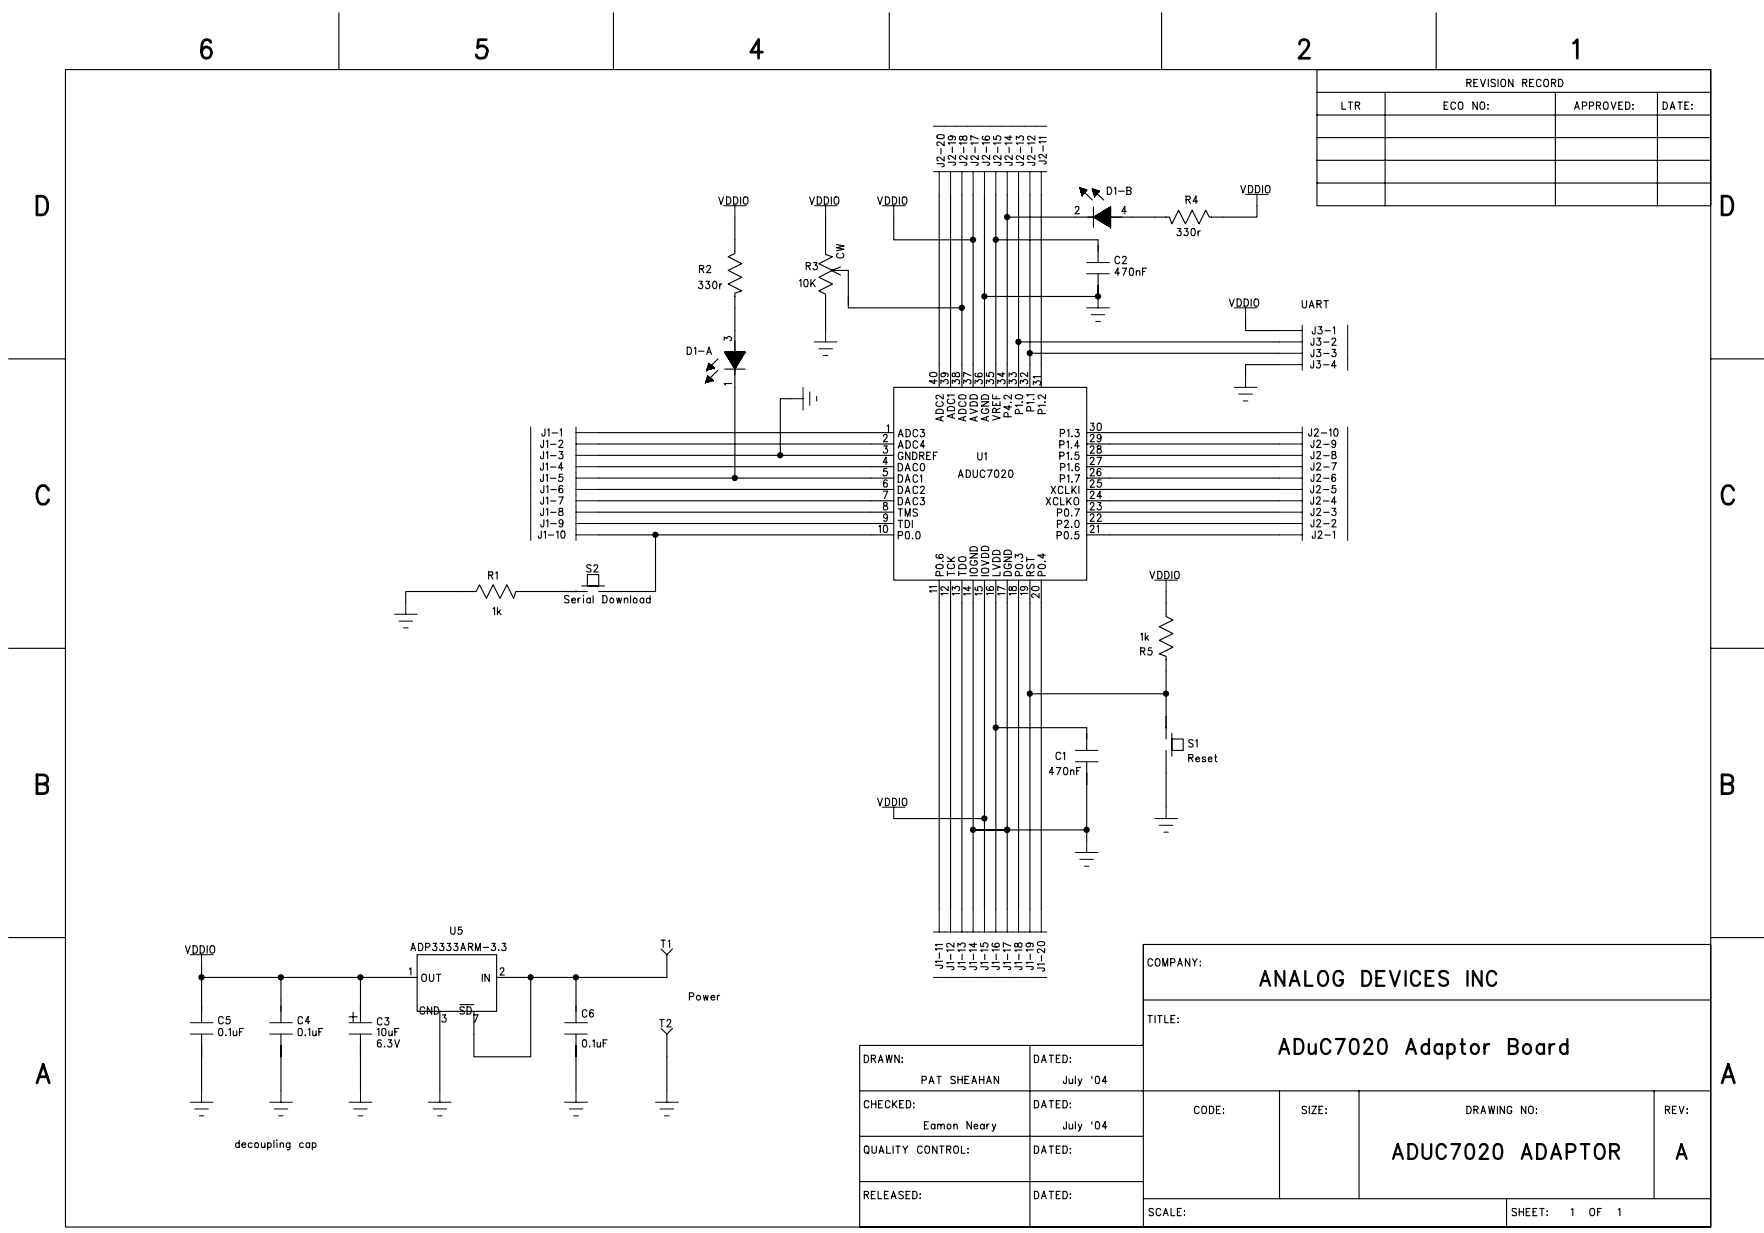 6 5 4 2 1
REVISION RECORD
LTR ECO NO: APPROVED: DATE:
D D
C C
B B
A A
J2-20
J2-19
J2-18
J2-17
J2-16
J2-15
J2-14
J2-13
J2-12
J2-11
VDDIO
VDDIO
VDDIO
D1-B
2 4
R4
330r
VDDIO
R2
330r
R3
10K
CW
C2
470nF
D1-A
3
1
VDDIO UART
J3-1
J3-2
J3-3
J3-4
40
39
38
37
36
35
34
33
32
31
ADC2
ADC1
ADC0
AVDD
AGND
VREF
P4.2
P1.0
P1.1
P1.2
J1-1 1 ADC3
J1-2 2 ADC4
J1-3 3 GNDREF
J1-4 4 DAC0
J1-5 5 DAC1
J1-6 6 DAC2
J1-7 7 DAC3
J1-8 8 TMS
J1-9 9 TDI
J1-10 10 P0.0
U1
ADUC7020
P1.3 30 J2-10
P1.4 29 J2-9
P1.5 28 J2-8
P1.6 27 J2-7
P1.7 26 J2-6
XCLKI 25 J2-5
XCLKO 24 J2-4
P0.7 23 J2-3
P2.0 22 J2-2
P0.5 21 J2-1
P0.6
TCK
TDO
IOGND
IOVDD
LVDD
DGND
P0.3
RST
P0.4
11
12
13
14
15
16
17
18
19
20
R1
1k
S2
Serial Download
VDDIO
1k
R5
S1
Reset
C1
470nF
VDDIO
J1-11
J1-12
J1-13
J1-14
J1-15
J1-16
J1-17
J1-18
J1-19
J1-20
VDDIO
U5
ADP3333ARM-3.3
1 OUT IN 2
GND 3 SD 7
T1
Power
T2
C5
0.1uF
C4
0.1uF
+
C3
10uF
6.3V
C6
0.1uF
decoupling cap
COMPANY:
ANALOG DEVICES INC
TITLE:
ADuC7020 Adaptor Board
DRAWN: DATED:
PAT SHEAHAN July '04
CHECKED: DATED:
Eamon Neary July '04
QUALITY CONTROL: DATED:
RELEASED: DATED:
CODE: SIZE: DRAWING NO: REV:
ADUC7020 ADAPTOR A
SCALE: SHEET: 1 OF 1